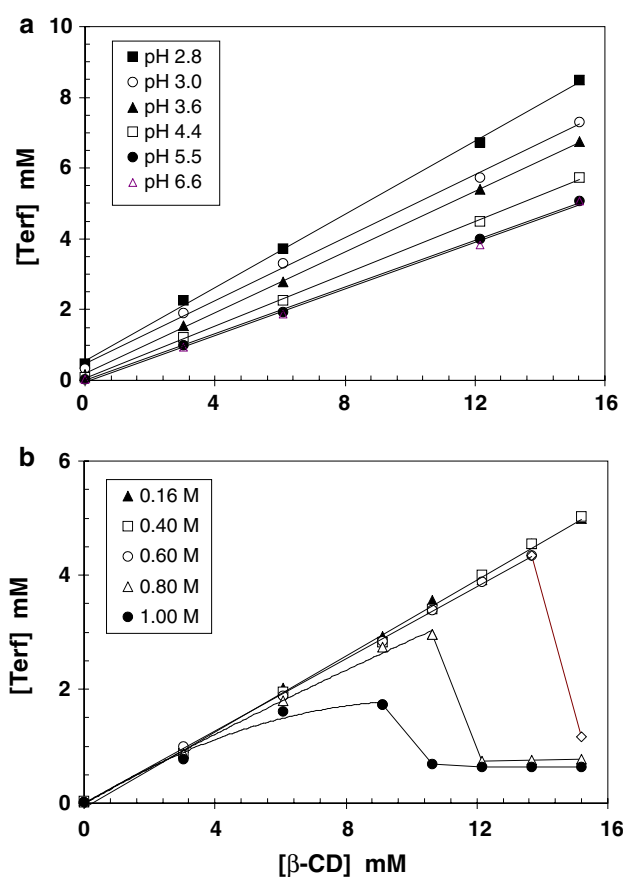 a
10
8
6
4
2
0
[Terf] mM
pH 2.8
pH 3.0
pH 3.6
pH 4.4
pH 5.5
pH 6.6
0 4 8 12 16
b
6
4
2
0
[Terf] mM
0.16 M
0.40 M
0.60 M
0.80 M
1.00 M
0 4 8 12 16
[β-CD] mM